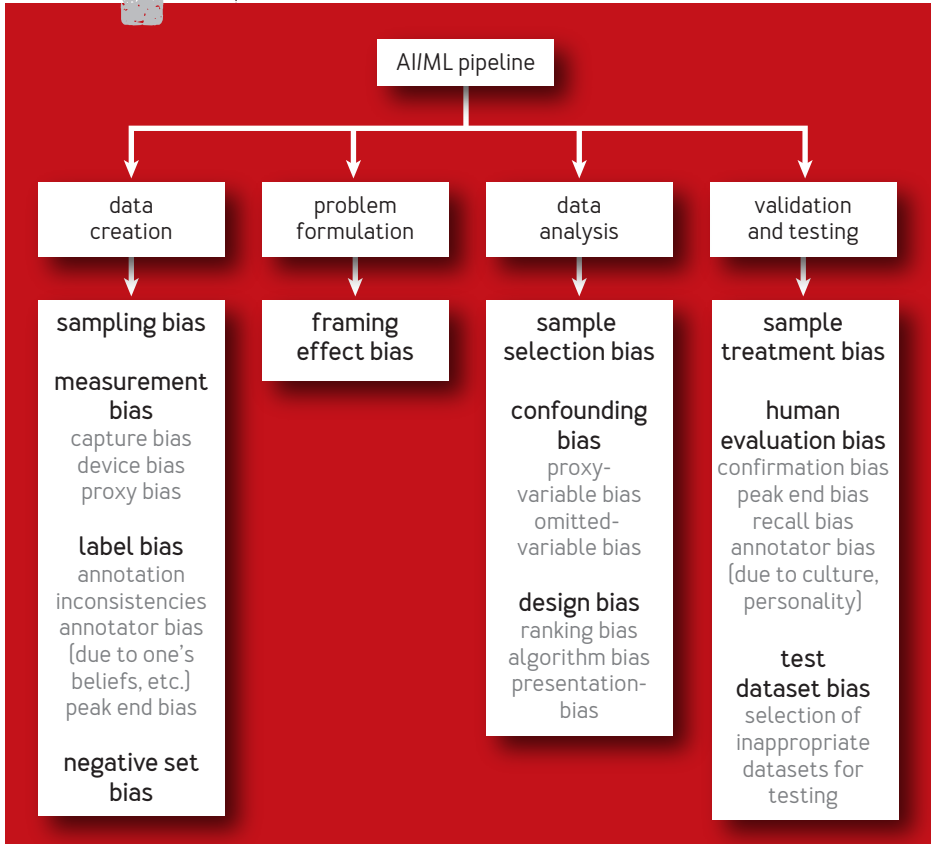 AI/ML pipeline
data
creation
problem
formulation
data
analysis
validation
and testing
sampling bias
measurement
bias
capture bias
device bias
proxy bias
label bias
annotation
inconsistencies
annotator bias
(due to one's
beliefs, etc.)
peak end bias
negative set
bias
framing
effect bias
sample
selection bias
confounding
bias
proxy-
variable bias
omitted-
variable bias
design bias
ranking bias
algorithm bias
presentation-
bias
sample
treatment bias
human
evaluation bias
confirmation bias
peak end bias
recall bias
annotator bias
(due to culture,
personality)
test
dataset bias
selection of
inappropriate
datasets for
testing